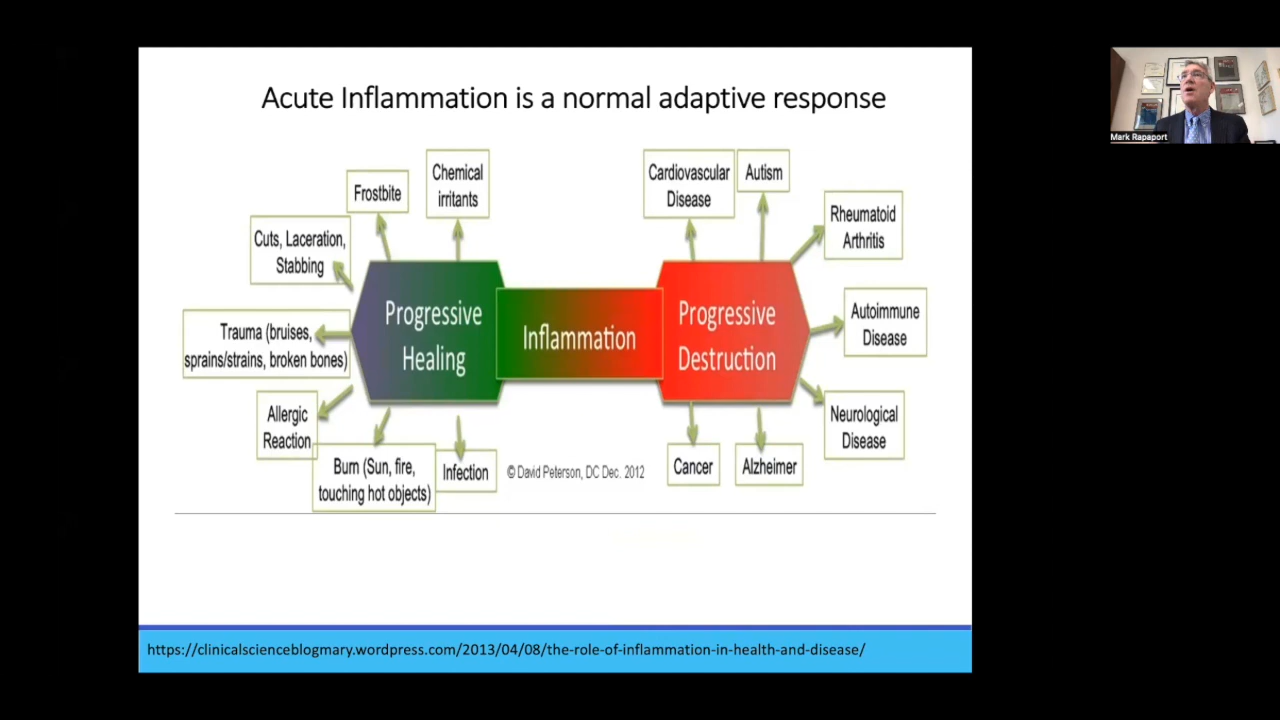 Acute Inflammation is a normal adaptive response
Mark Rapaport
Frostbite
Chemical
irritants
Cuts, Laceration,
Stabbing
Trauma (bruises,
sprains/strains, broken bones)
Allergic
Reaction
Burn (Sun, fire,
touching hot objects)
Infection
Progressive
Healing
Inflammation
Progressive
Destruction
Cardiovascular
Disease
Autism
Rheumatoid
Arthritis
Autoimmune
Disease
Neurological
Disease
Alzheimer
Cancer
© David Peterson, DC Dec. 2012
https://clinicalscienceblogmary.wordpress.com/2013/04/08/the-role-of-inflammation-in-health-and-disease/